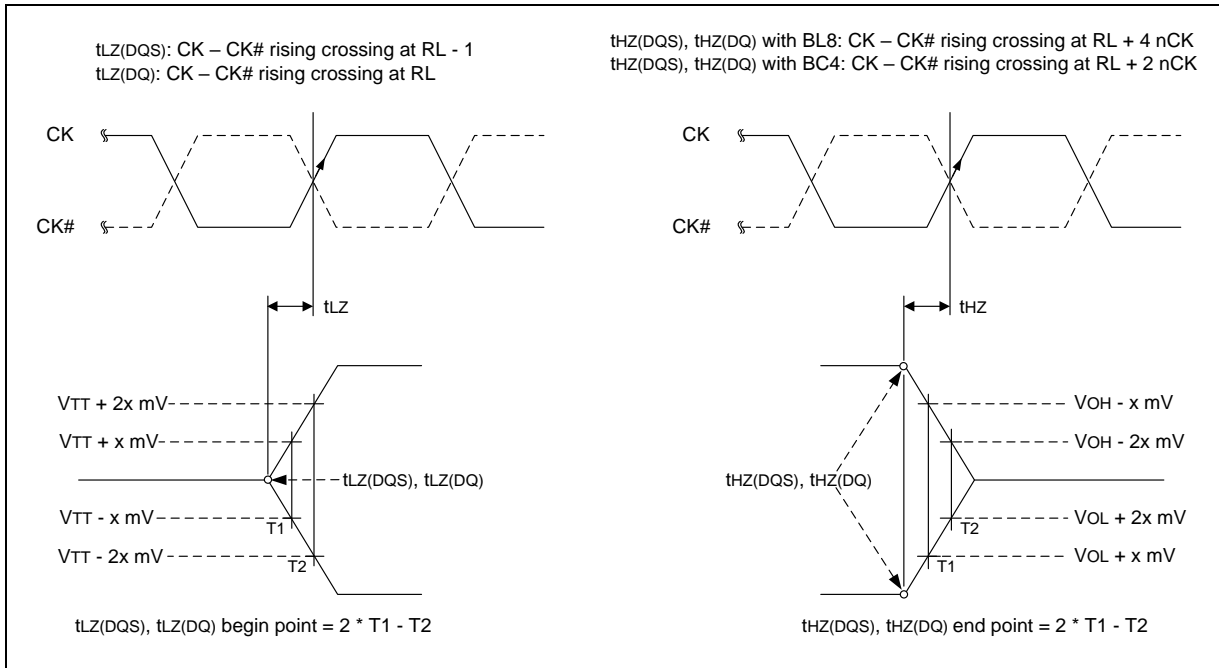 tLZ(DQS): CK – CK# rising crossing at RL - 1
tLZ(DQ): CK – CK# rising crossing at RL
CK
CK#
tLZ
VTT + 2x mV
VTT + x mV
tLZ(DQS), tLZ(DQ)
VTT - x mV
T1
VTT - 2x mV
T2
tLZ(DQS), tLZ(DQ) begin point = 2 * T1 - T2
tHZ(DQS), tHZ(DQ) with BL8: CK – CK# rising crossing at RL + 4 nCK
tHZ(DQS), tHZ(DQ) with BC4: CK – CK# rising crossing at RL + 2 nCK
CK
CK#
tHZ
VOH - x mV
VOH - 2x mV
tHZ(DQS), tHZ(DQ)
VOL + 2x mV
T2
VOL + x mV
T1
tHZ(DQS), tHZ(DQ) end point = 2 * T1 - T2